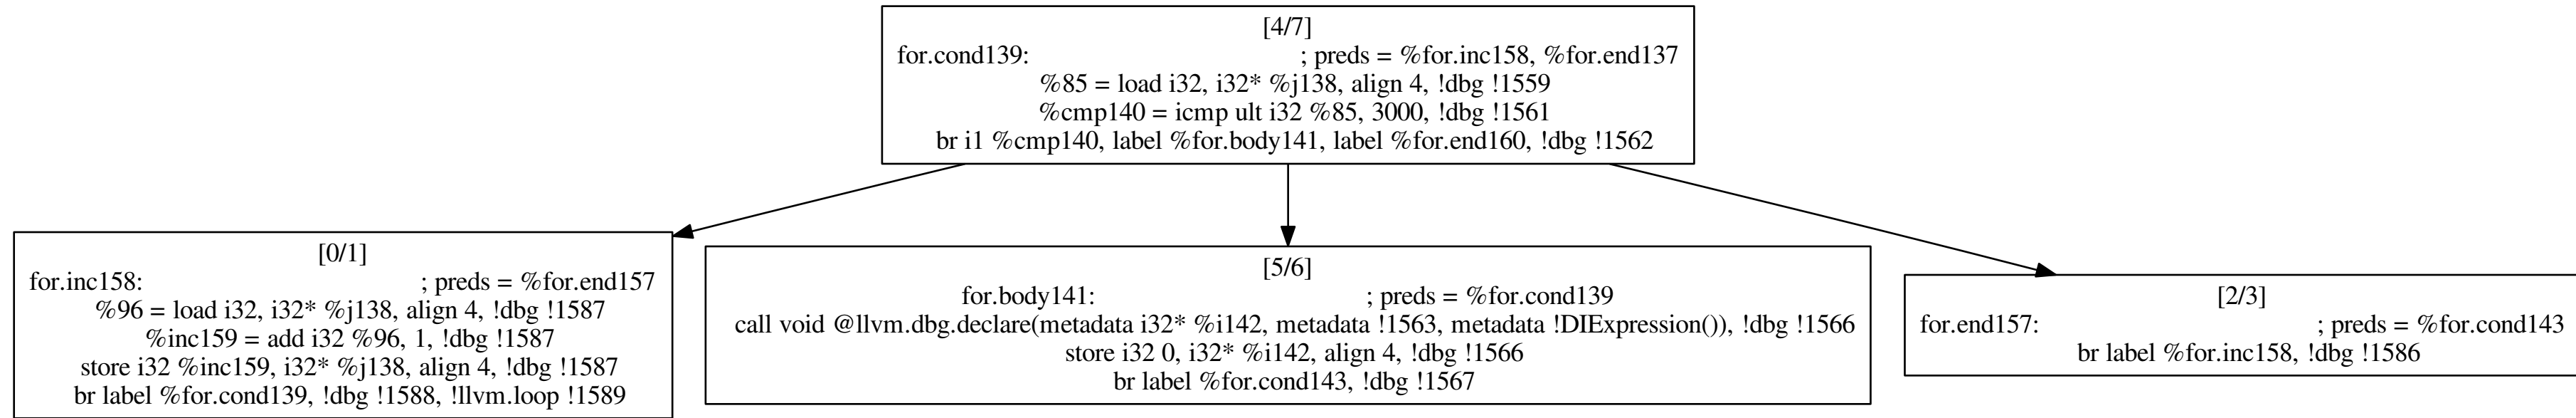 [4/7]
for.cond139: ; preds = %for.inc158, %for.end137
%85 = load i32, i32* %j138, align 4, !dbg !1559
%cmp140 = icmp ult i32 %85, 3000, !dbg !1561
br i1 %cmp140, label %for.body141, label %for.end160, !dbg !1562
[0/1]
for.inc158: ; preds = %for.end157
%96 = load i32, i32* %j138, align 4, !dbg !1587
%inc159 = add i32 %96, 1, !dbg !1587
store i32 %inc159, i32* %j138, align 4, !dbg !1587
br label %for.cond139, !dbg !1588, !llvm.loop !1589
[5/6]
for.body141: ; preds = %for.cond139
call void @llvm.dbg.declare(metadata i32* %i142, metadata !1563, metadata !DIExpression()), !dbg !1566
store i32 0, i32* %i142, align 4, !dbg !1566
br label %for.cond143, !dbg !1567
[2/3]
for.end157: ; preds = %for.cond143
br label %for.inc158, !dbg !1586